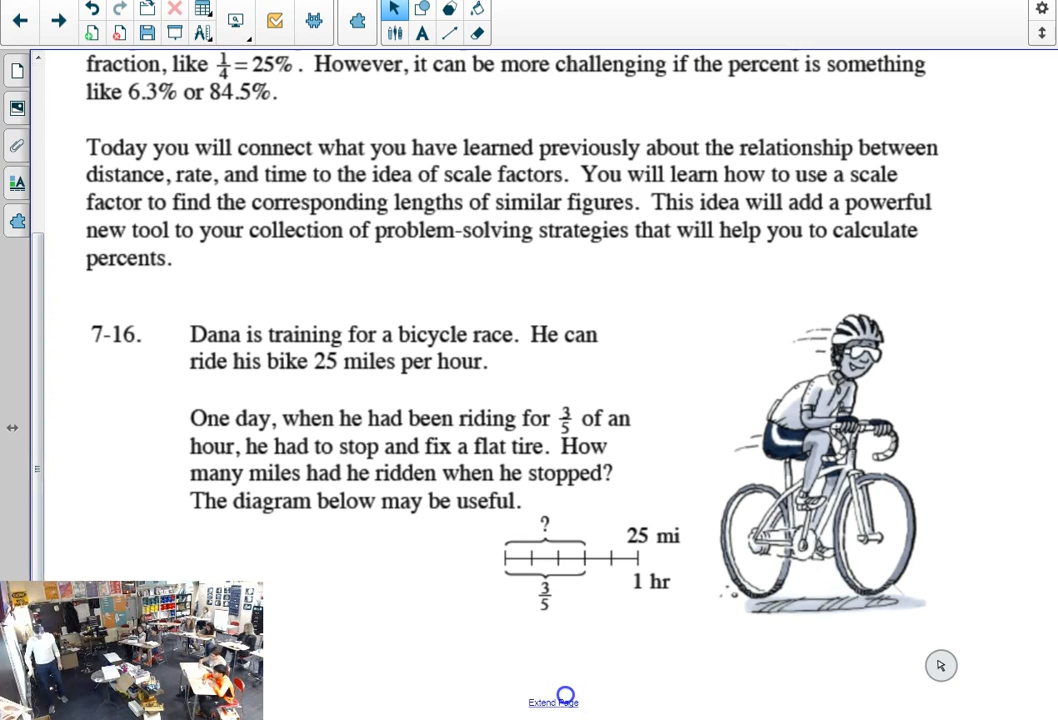 fraction, like 1/4 = 25% . However, it can be more challenging if the percent is something
like 6.3% or 84.5%.
Today you will connect what you have learned previously about the relationship between
distance, rate, and time to the idea of scale factors. You will learn how to use a scale
factor to find the corresponding lengths of similar figures. This idea will add a powerful
new tool to your collection of problem-solving strategies that will help you to calculate
percents.
7-16. Dana is training for a bicycle race. He can
ride his bike 25 miles per hour.
One day, when he had been riding for 3/5 of an
hour, he had to stop and fix a flat tire. How
many miles had he ridden when he stopped?
The diagram below may be useful.
?
25 mi
3/5
1 hr
Extend Page